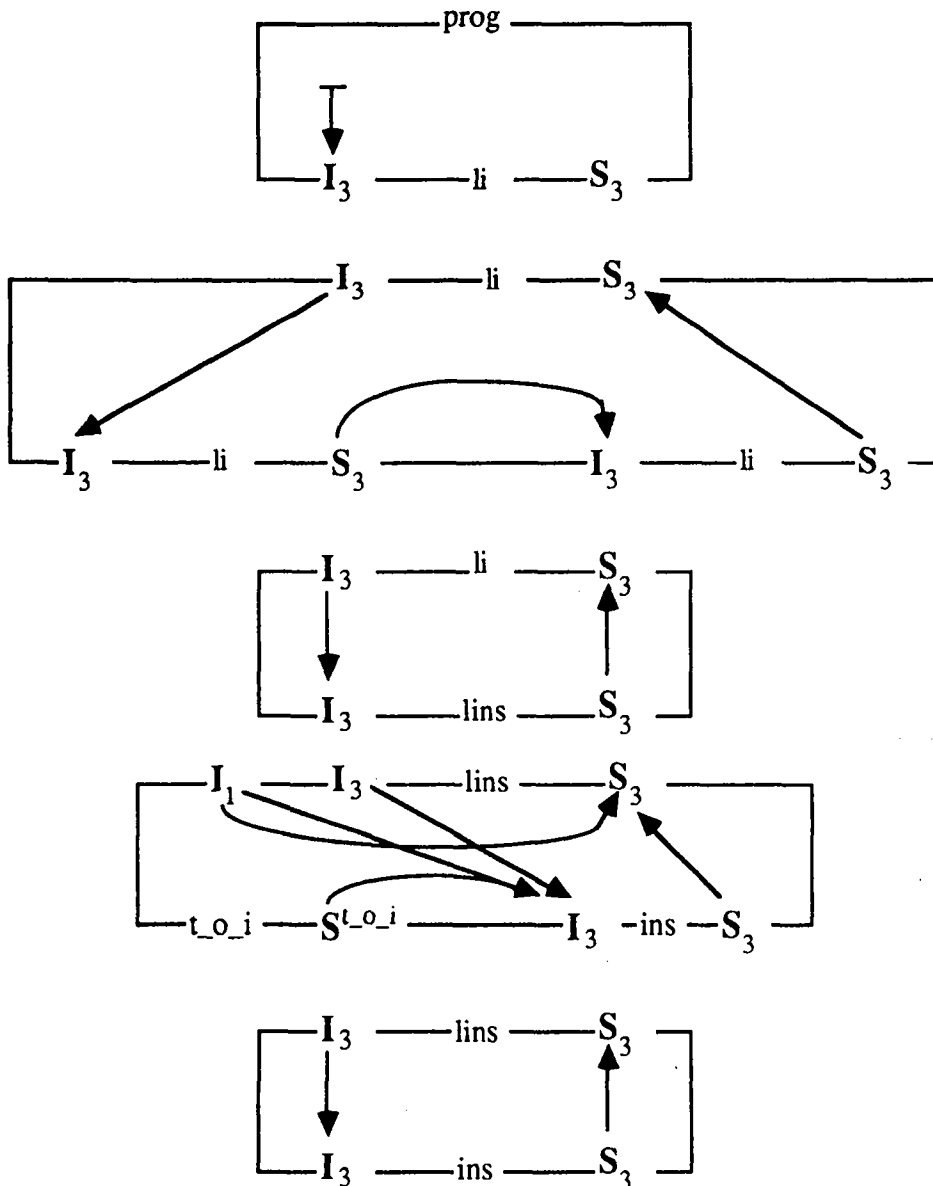 prog
I₃ li S₃
I₃ li S₃
I₃ li S₃ I₃ li S₃
I₃ li S₃
I₃ lins S₃
I₁ I₃ lins S₃
t_o_i S^t_o_i I₃ ins S₃
I₃ lins S₃
I₃ ins S₃